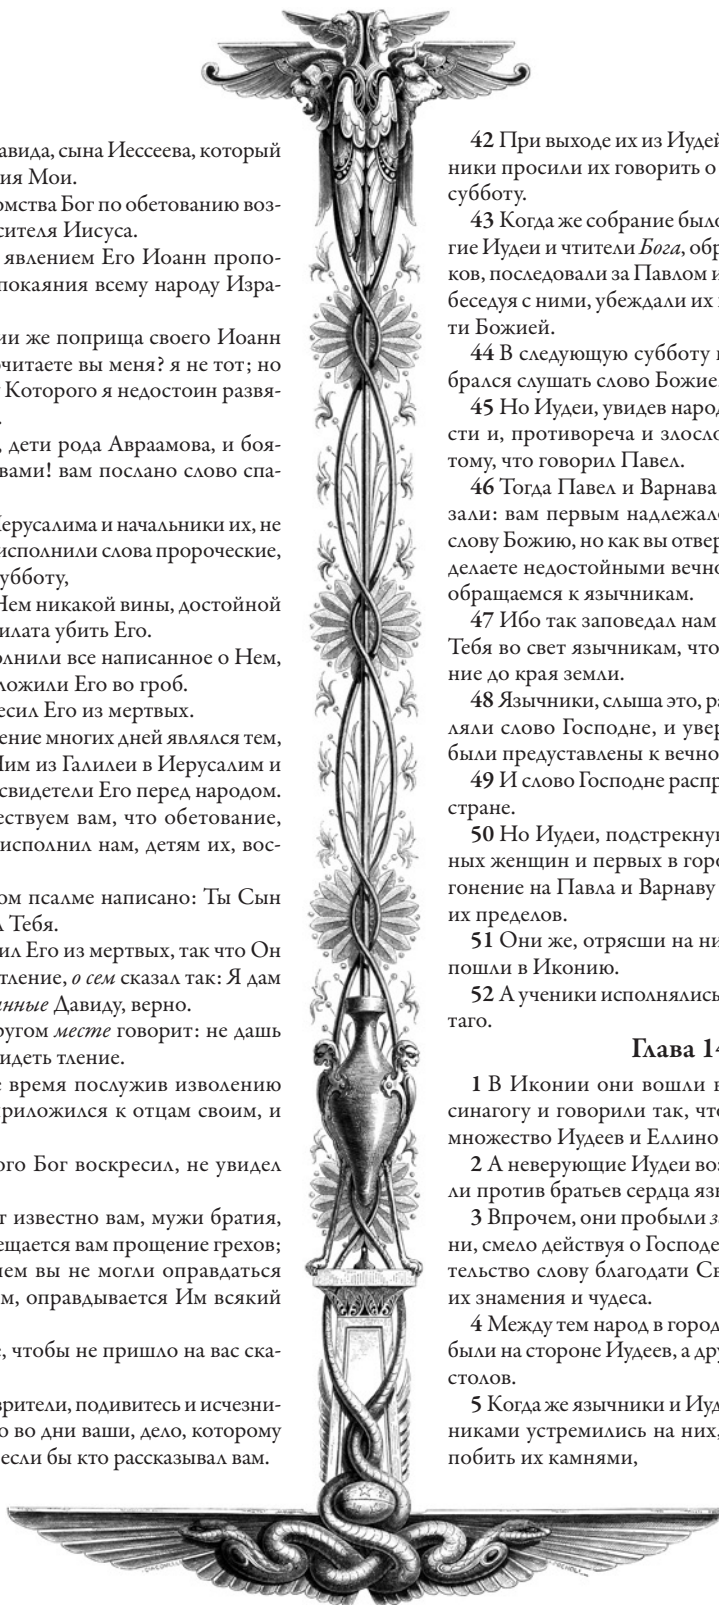 авида, сына Иессеева, который
ия Мои.
омства Бог по обетованию воз-
сителя Иисуса.
явлением Его Иоанн пропо-
покаяния всему народу Изра-
ии же поприща своего Иоанн
очитаете вы меня? я не тот; но
Которого я недостоин развя-
.
, дети рода Авраамова, и боя-
вами! вам послано слово спа-
Иерусалима и начальники их, не
исполнили слова пророческие,
убботу,
Нем никакой вины, достойной
илата убить Его.
олнили все написанное о Нем,
ложили Его во гроб.
есил Его из мертвых.
чение многих дней являлся тем,
Ним из Галилеи в Иерусалим и
свидетели Его перед народом.
ествуем вам, что обетование,
исполнил нам, детям их, вос-
ом псалме написано: Ты Сын
л Тебя.
ил Его из мертвых, так что Он
тление, о сем сказал так: Я дам
нные Давиду, верно.
ругом месте говорит: не дашь
идеть тление.
е время послужив изволению
приложился к отцам своим, и
ого Бог воскресил, не увидел
т известно вам, мужи братия,
ещается вам прощение грехов;
чем вы не могли оправдаться
м, оправдывается Им всякий
е, чтобы не пришло на вас ска-
зрители, подивитесь и исчезни-
о во дни ваши, дело, которому
если бы кто рассказывал вам.
42 При выходе их из Иудей
ники просили их говорить о
субботу.
43 Когда же собрание было
гие Иудеи и чтители Бога, обр
ков, последовали за Павлом и
беседуя с ними, убеждали их
ти Божией.
44 В следующую субботу
брался слушать слово Божие
45 Но Иудеи, увидев народ
сти и, противореча и злосло
тому, что говорил Павел.
46 Тогда Павел и Варнава
зали: вам первым надлежал
слову Божию, но как вы отвер
делаете недостойными вечно
обращаемся к язычникам.
47 Ибо так заповедал нам
Тебя во свет язычникам, что
ние до края земли.
48 Язычники, слыша это, ра
ляли слово Господне, и увер
были предуставлены к вечно
49 И слово Господне распр
стране.
50 Но Иудеи, подстрекну
ных женщин и первых в горо
гонение на Павла и Варнаву
их пределов.
51 Они же, отрясши на ни
пошли в Иконию.
52 А ученики исполнялись
таго.
Глава 14
1 В Иконии они вошли в
синагогу и говорили так, что
множество Иудеев и Еллино
2 А неверующие Иудеи воз
ли против братьев сердца язы
3 Впрочем, они пробыли з
ни, смело действуя о Господе
тельство слову благодати Св
их знамения и чудеса.
4 Между тем народ в город
были на стороне Иудеев, а дру
столов.
5 Когда же язычники и Иуд
никами устремились на них,
побить их камнями,